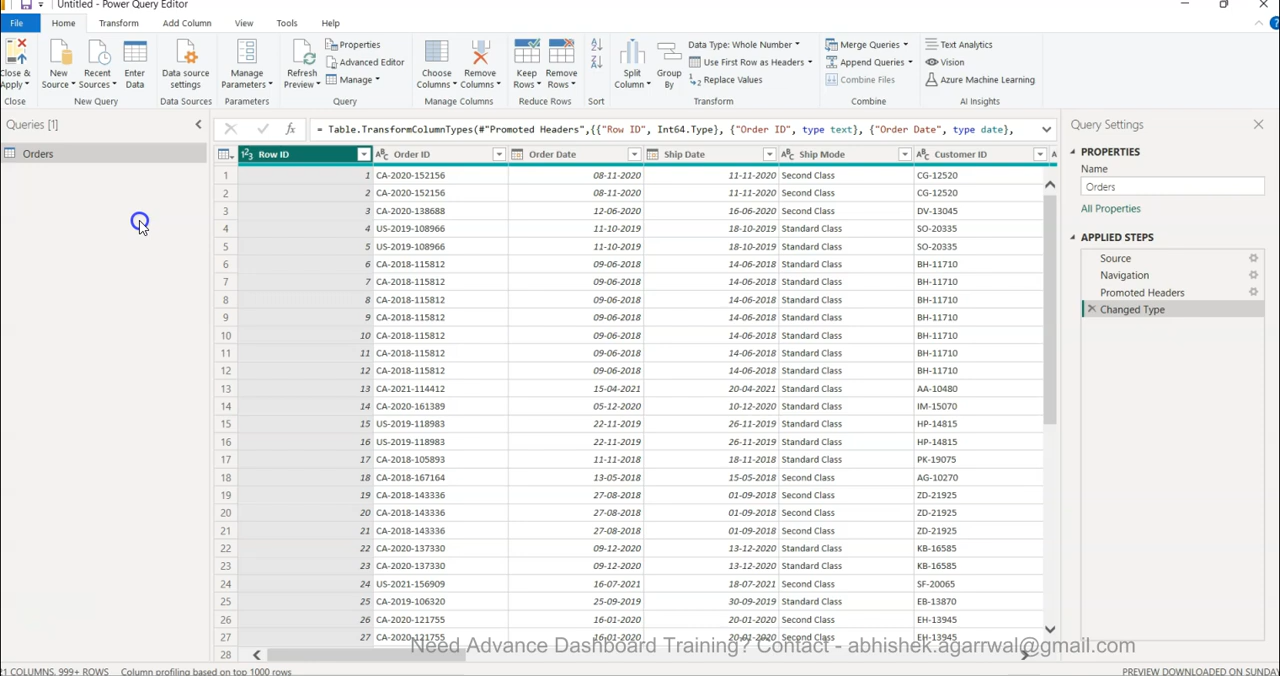 Untitled - Power Query Editor
File Home Transform Add Column View Tools Help
Close & Apply
New Source
Recent Sources
Enter Data
Data source settings
Manage Parameters
Refresh Preview
Properties
Advanced Editor
Manage
Choose Columns
Remove Columns
Keep Rows
Remove Rows
Split Column
Group By
Data Type: Whole Number
Use First Row as Headers
Replace Values
Merge Queries
Append Queries
Combine Files
Text Analytics
Vision
Azure Machine Learning
Close New Query Data Sources Parameters Query Manage Columns Reduce Rows Sort Transform Combine AI Insights
Queries [1]
Orders
= Table.TransformColumnTypes(#"Promoted Headers",{{"Row ID", Int64.Type}, {"Order ID", type text}, {"Order Date", type date},
Row ID Order ID Order Date Ship Date Ship Mode Customer ID
1 1 CA-2020-152156 08-11-2020 11-11-2020 Second Class CG-12520
2 2 CA-2020-152156 08-11-2020 11-11-2020 Second Class CG-12520
3 3 CA-2020-138688 12-06-2020 16-06-2020 Second Class DV-13045
4 4 US-2019-108966 11-10-2019 18-10-2019 Standard Class SO-20335
5 5 US-2019-108966 11-10-2019 18-10-2019 Standard Class SO-20335
6 6 CA-2018-115812 09-06-2018 14-06-2018 Standard Class BH-11710
7 7 CA-2018-115812 09-06-2018 14-06-2018 Standard Class BH-11710
8 8 CA-2018-115812 09-06-2018 14-06-2018 Standard Class BH-11710
9 9 CA-2018-115812 09-06-2018 14-06-2018 Standard Class BH-11710
10 10 CA-2018-115812 09-06-2018 14-06-2018 Standard Class BH-11710
11 11 CA-2018-115812 09-06-2018 14-06-2018 Standard Class BH-11710
12 12 CA-2018-115812 09-06-2018 14-06-2018 Standard Class BH-11710
13 13 CA-2021-114412 15-04-2021 20-04-2021 Standard Class AA-10480
14 14 CA-2020-161389 05-12-2020 10-12-2020 Standard Class IM-15070
15 15 US-2019-118983 22-11-2019 26-11-2019 Standard Class HP-14815
16 16 US-2019-118983 22-11-2019 26-11-2019 Standard Class HP-14815
17 17 CA-2018-105893 11-11-2018 18-11-2018 Standard Class PK-19075
18 18 CA-2018-167164 13-05-2018 15-05-2018 Second Class AG-10270
19 19 CA-2018-143336 27-08-2018 01-09-2018 Second Class ZD-21925
20 20 CA-2018-143336 27-08-2018 01-09-2018 Second Class ZD-21925
21 21 CA-2018-143336 27-08-2018 01-09-2018 Second Class ZD-21925
22 22 CA-2020-137330 09-12-2020 13-12-2020 Standard Class KB-16585
23 23 CA-2020-137330 09-12-2020 13-12-2020 Standard Class KB-16585
24 24 US-2021-156909 16-07-2021 18-07-2021 Second Class SF-20065
25 25 CA-2019-106320 25-09-2019 30-09-2019 Standard Class EB-13870
26 26 CA-2020-121755 16-01-2020 20-01-2020 Second Class EH-13945
27 27 CA-2020-121755 16-01-2020 20-01-2020 Second Class EH-13945
28
Need Advance Dashboard Training? Contact - abhishek.agarrwal@gmail.com
Query Settings
PROPERTIES
Name
Orders
All Properties
APPLIED STEPS
Source
Navigation
Promoted Headers
Changed Type
21 COLUMNS, 999+ ROWS Column profiling based on top 1000 rows PREVIEW DOWNLOADED ON SUNDAY